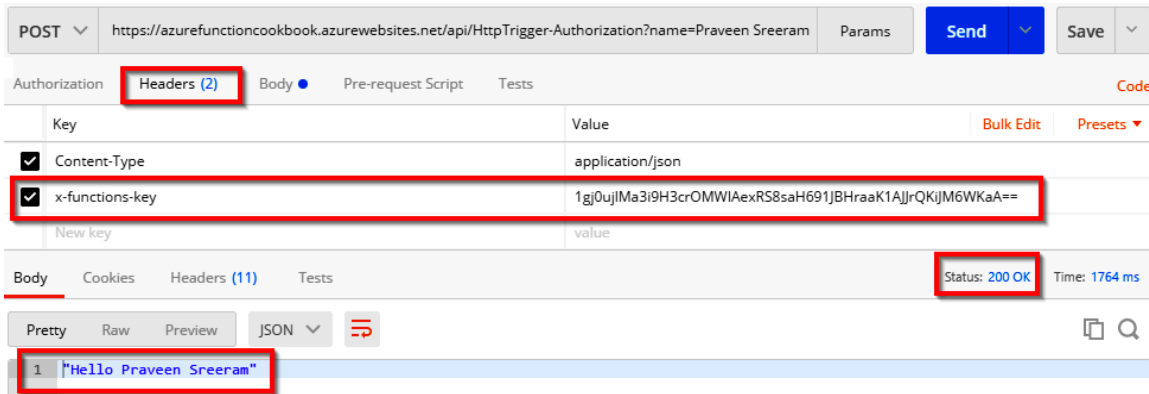 POST https://azurefunctioncookbook.azurewebsites.net/api/HttpTrigger-Authorization?name=Praveen Sreeram Params Send Save
Authorization Headers (2) Body Pre-request Script Tests Code
Key Value Bulk Edit Presets
Content-Type application/json
x-functions-key 1gj0ujIMa3i9H3crOMWIAexRS8saH691JBHraaK1AJJrQKiJM6WKaA==
New key value
Body Cookies Headers (11) Tests Status: 200 OK Time: 1764 ms
Pretty Raw Preview JSON
1 "Hello Praveen Sreeram"